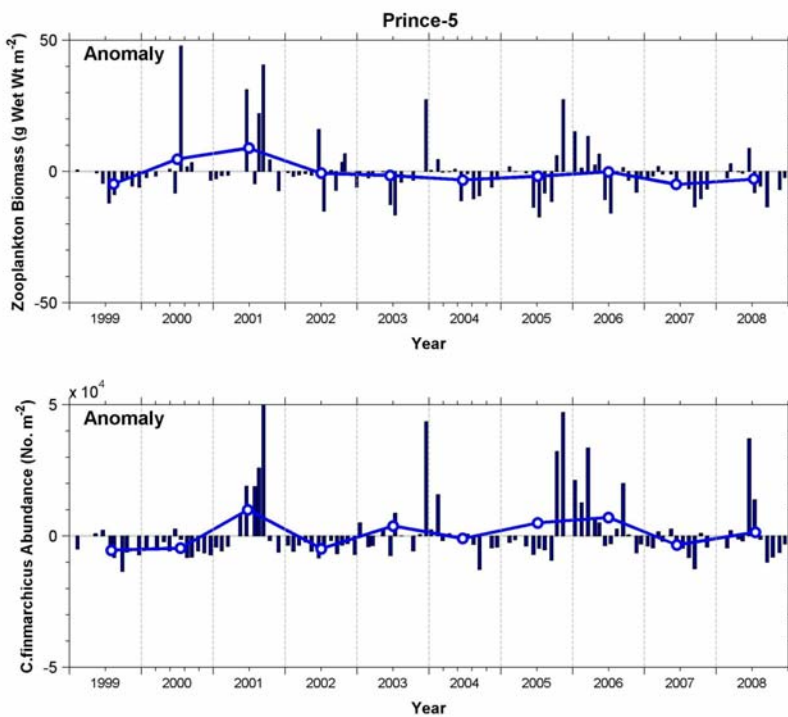 Prince-5
Anomaly
Zooplankton Biomass (g Wet Wt m-2)
50
0
-50
1999 2000 2001 2002 2003 2004 2005 2006 2007 2008
Year
x 10^4
Anomaly
C.finmarchicus Abundance (No. m-2)
5
0
-5
1999 2000 2001 2002 2003 2004 2005 2006 2007 2008
Year